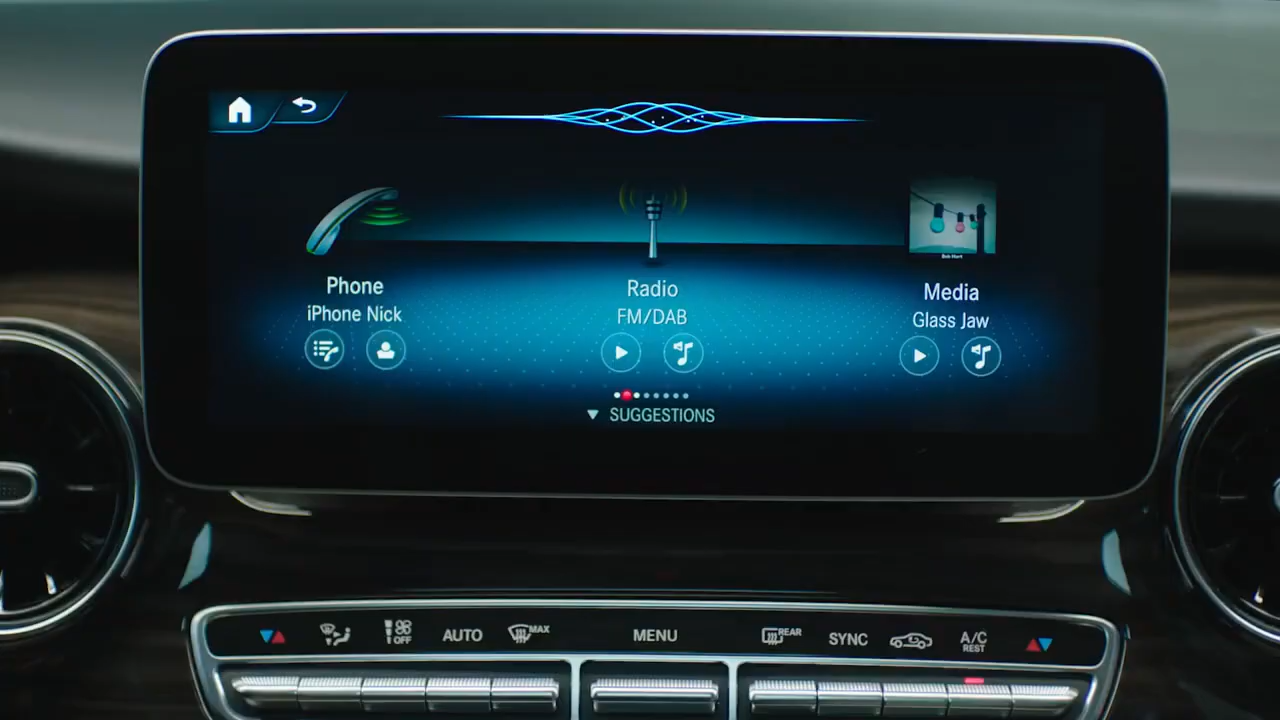 Phone
iPhone Nick
Radio
FM/DAB
Media
Glass Jaw
SUGGESTIONS
OFF
AUTO
MAX
MENU
REAR
SYNC
A/C
REST